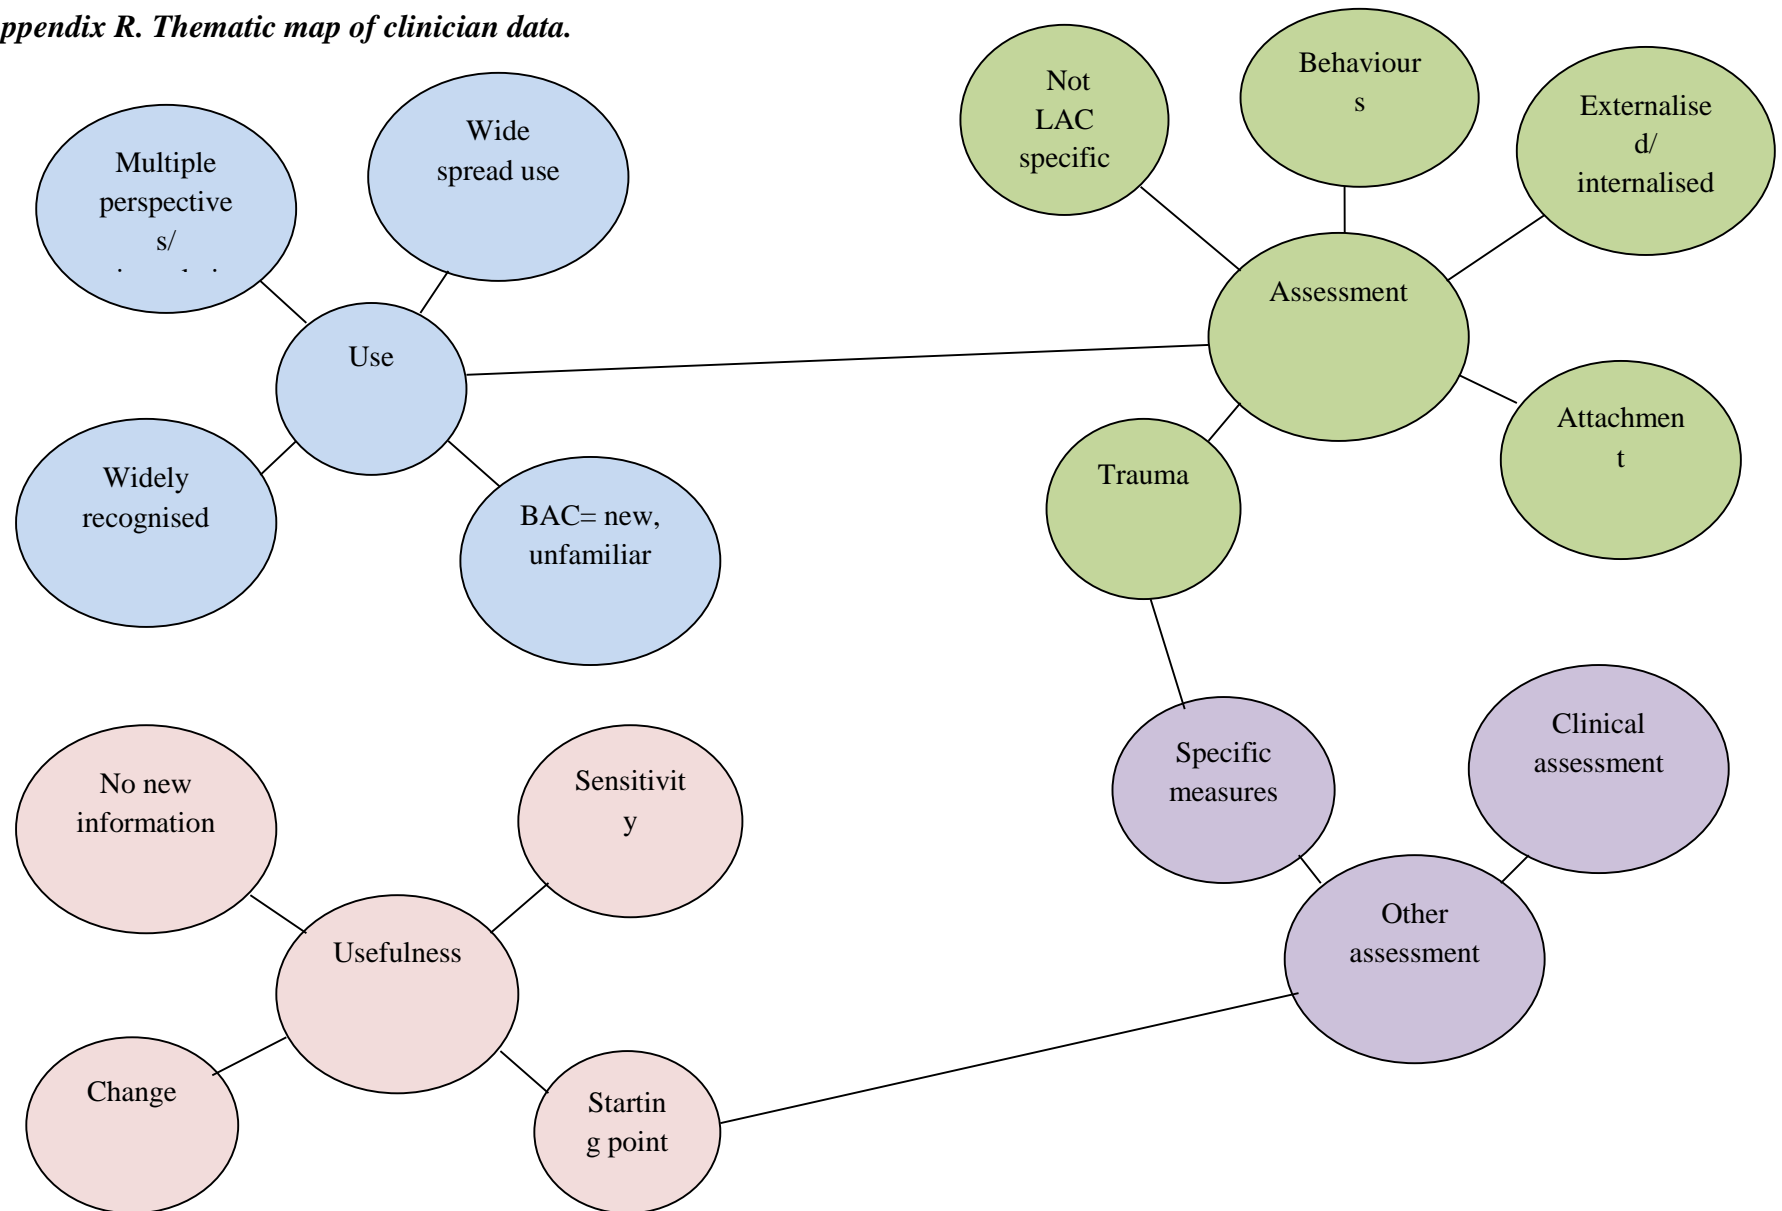 ppendix R. Thematic map of clinician data.
Multiple
perspective
s/
Wide
spread use
Use
Widely
recognised
BAC= new,
unfamiliar
Not
LAC
specific
Behaviour
s
Externalise
d/
internalised
Assessment
Attachmen
t
Trauma
Specific
measures
Clinical
assessment
Other
assessment
No new
information
Sensitivit
y
Usefulness
Change
Startin
g point